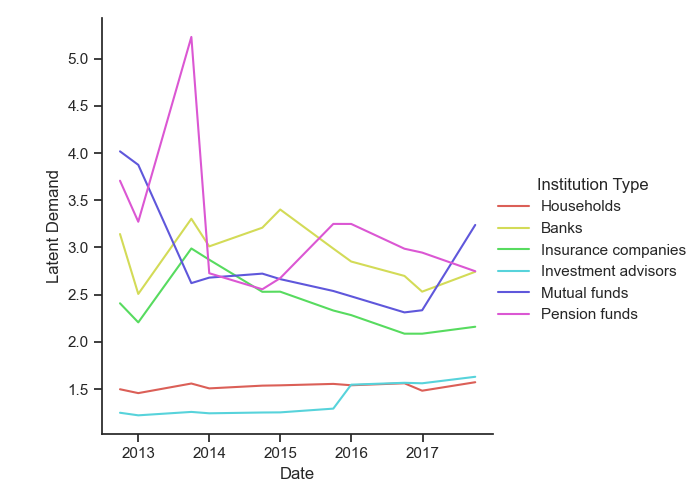 5.0
4.5
4.0
3.5
3.0
2.5
2.0
1.5
Latent Demand
2013 2014 2015 2016 2017
Date
Institution Type
Households
Banks
Insurance companies
Investment advisors
Mutual funds
Pension funds